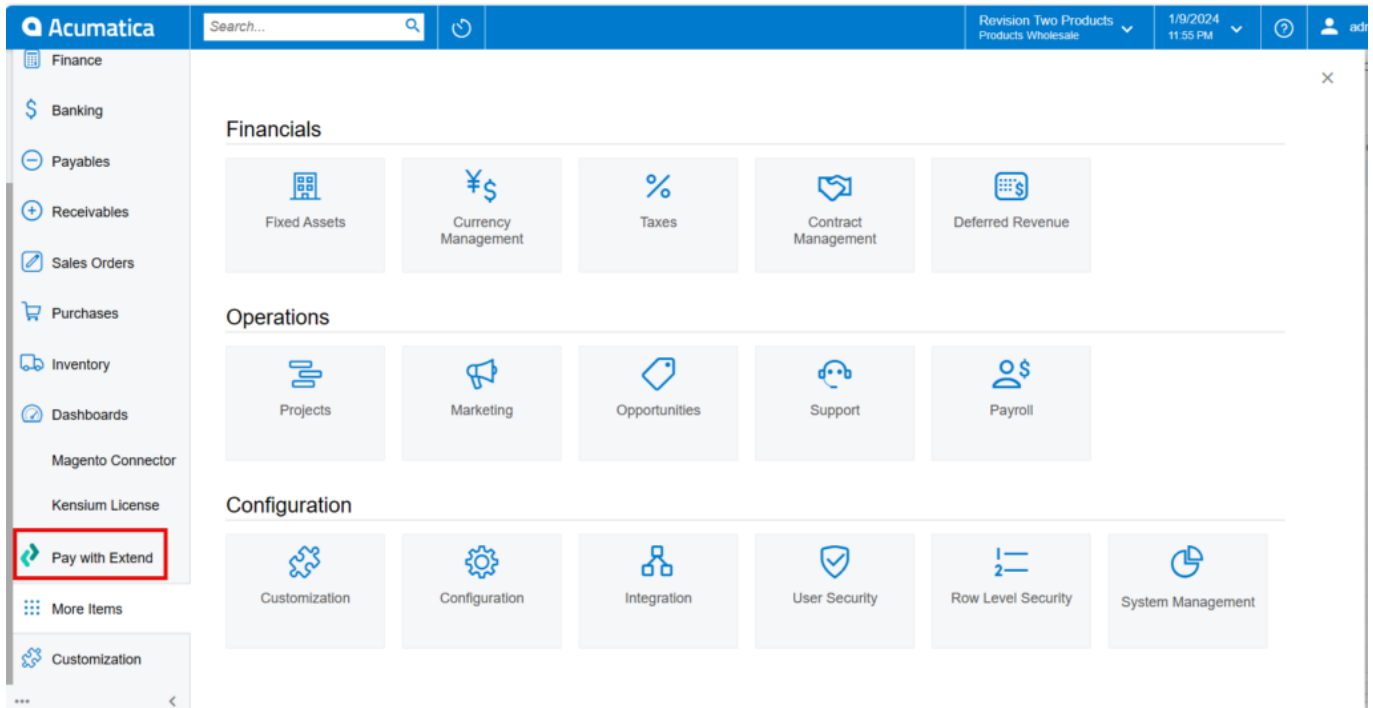 Acumatica
Search...
Revision Two Products
Products Wholesale
1/9/2024
11:55 PM
Finance
Banking
Payables
Receivables
Sales Orders
Purchases
Inventory
Dashboards
Magento Connector
Kensium License
Pay with Extend
More Items
Customization
Financials
Fixed Assets
Currency
Management
Taxes
Contract
Management
Deferred Revenue
Operations
Projects
Marketing
Opportunities
Support
Payroll
Configuration
Customization
Configuration
Integration
User Security
Row Level Security
System Management